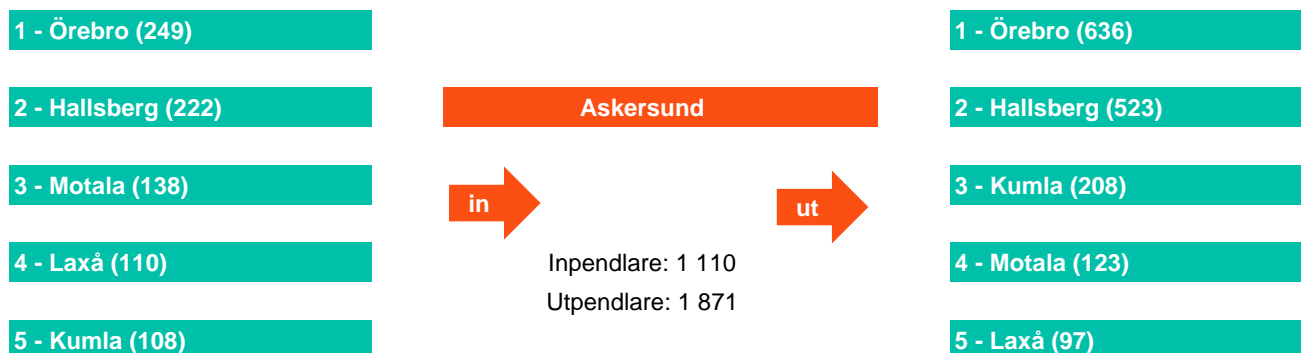 1 - Örebro (249)
2 - Hallsberg (222)
3 - Motala (138)
4 - Laxå (110)
5 - Kumla (108)
Askersund
in
ut
Inpendlare: 1 110
Utpendlare: 1 871
1 - Örebro (636)
2 - Hallsberg (523)
3 - Kumla (208)
4 - Motala (123)
5 - Laxå (97)